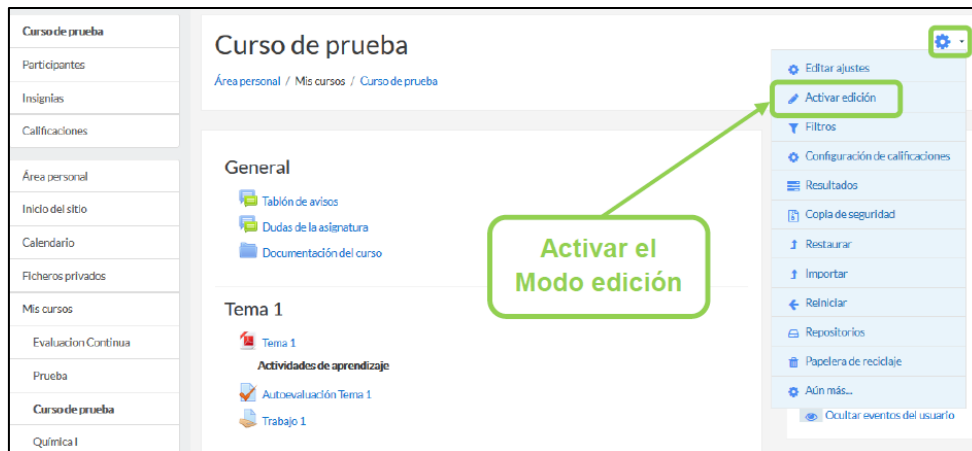 Curso de prueba
Participantes
Insignias
Calificaciones
Área personal
Inicio del sitio
Calendario
Ficheros privados
Mis cursos
Evaluacion Continua
Prueba
Curso de prueba
Química I
Curso de prueba
Área personal / Mis cursos / Curso de prueba
General
Tablón de avisos
Dudas de la asignatura
Documentación del curso
Tema 1
Tema 1
Actividades de aprendizaje
Autoevaluación Tema 1
Trabajo 1
Activar el
Modo edición
Editar ajustes
Activar edición
Filtros
Configuración de calificaciones
Resultados
Copia de seguridad
Restaurar
Importar
Reiniciar
Repositorios
Papelera de reciclaje
Aún más...
Ocultar eventos del usuario